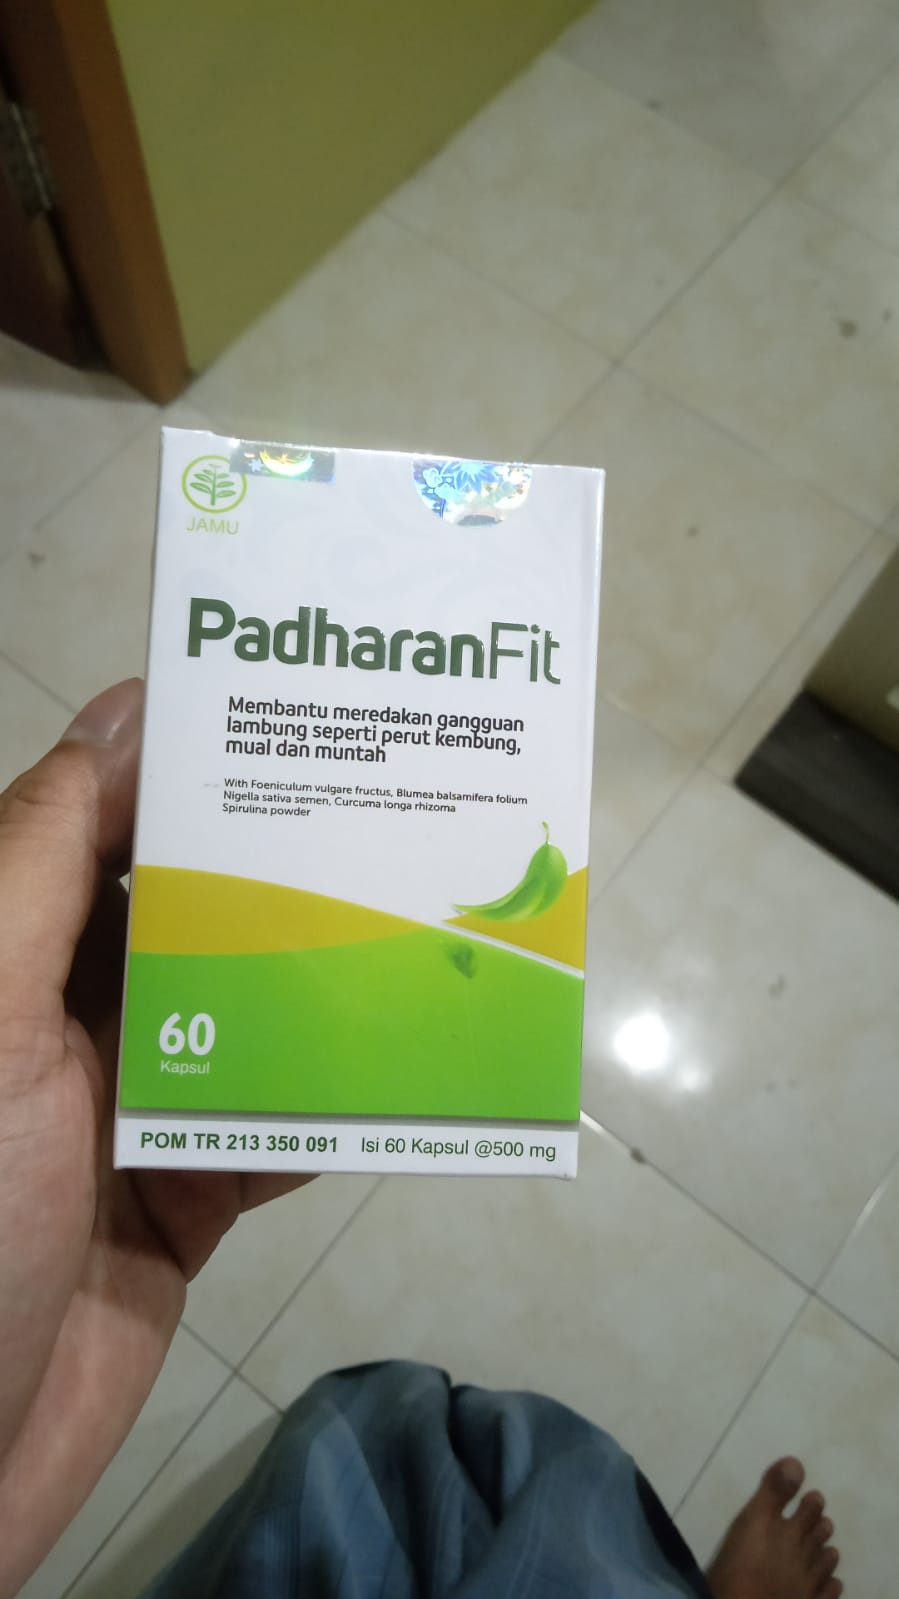 JAMU
PadharanFit
Membantu meredakan gangguan
lambung seperti perut kembung,
mual dan muntah
With Foeniculum vulgare fructus, Blumea balsamifera folium
Nigella sativa semen, Curcuma longa rhizoma
Spirulina powder
60
Kapsul
POM TR 213 350 091 Isi 60 Kapsul @500 mg